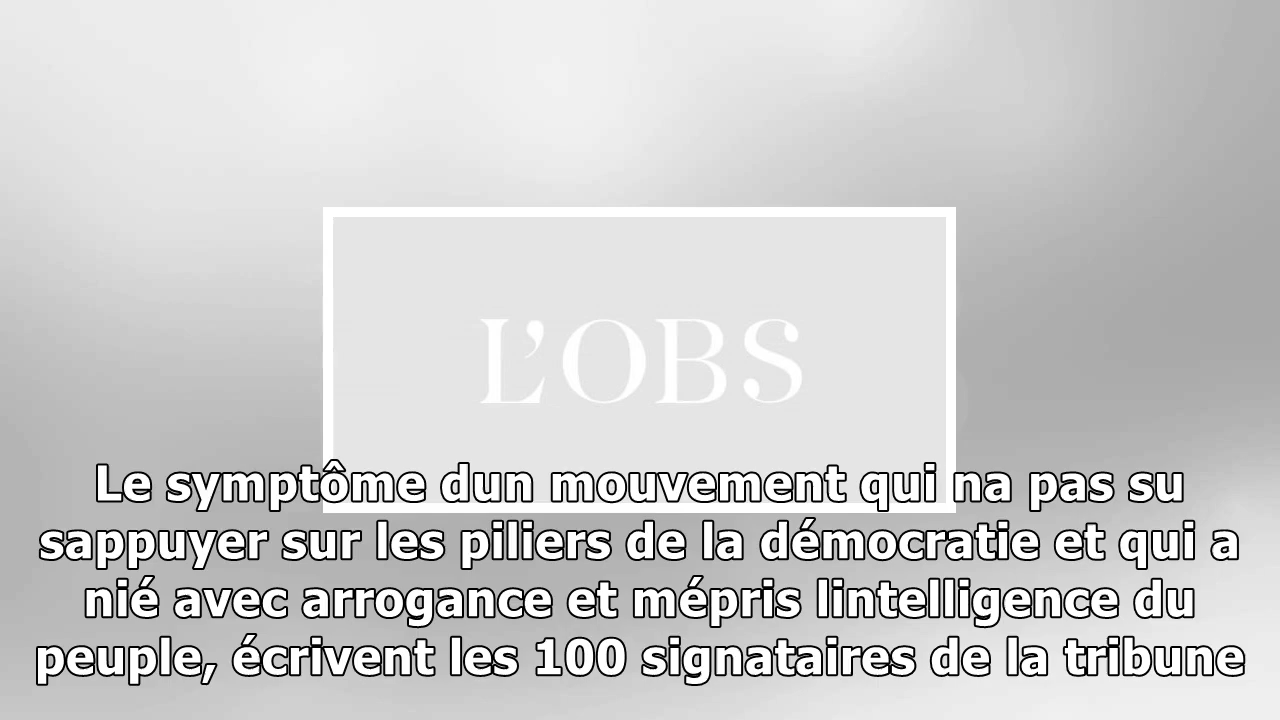 L'OBS
Le symptôme dun mouvement qui na pas su
sappuyer sur les piliers de la démocratie et qui a
nié avec arrogance et mépris lintelligence du
peuple, écrivent les 100 signataires de la tribune